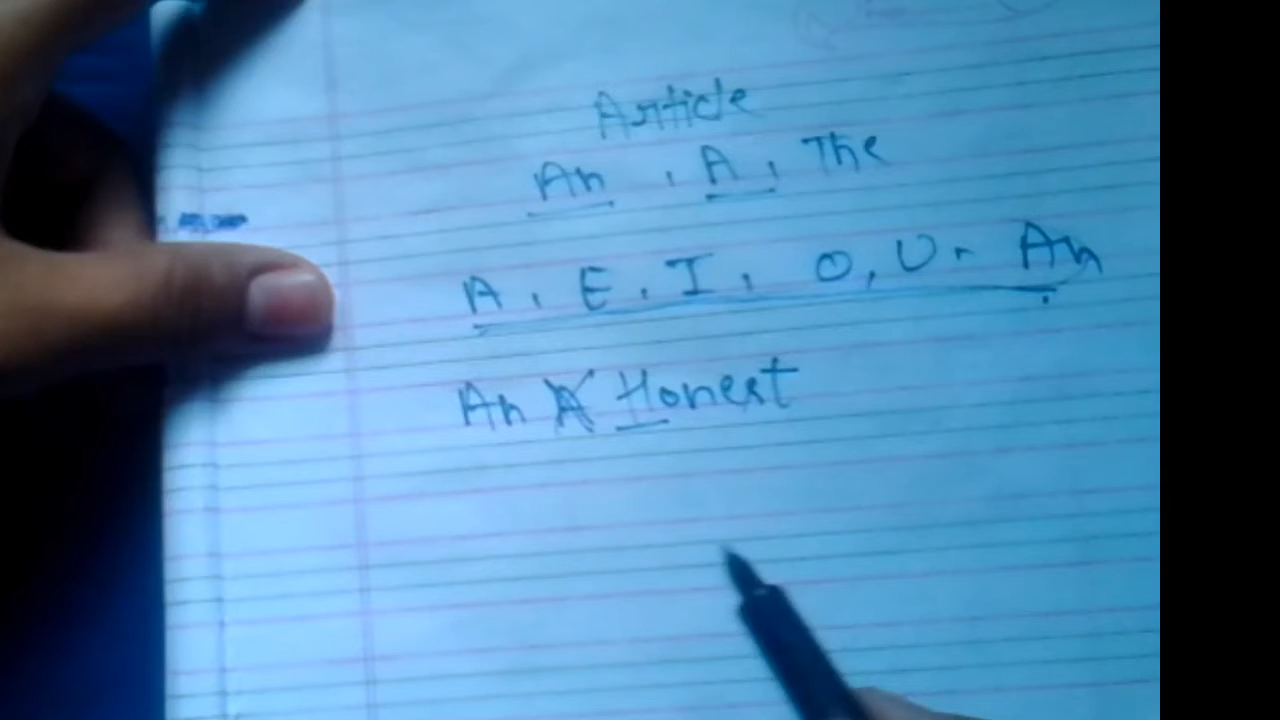 Article
An, A, The
A, E, I, O, U - An
An A Honest